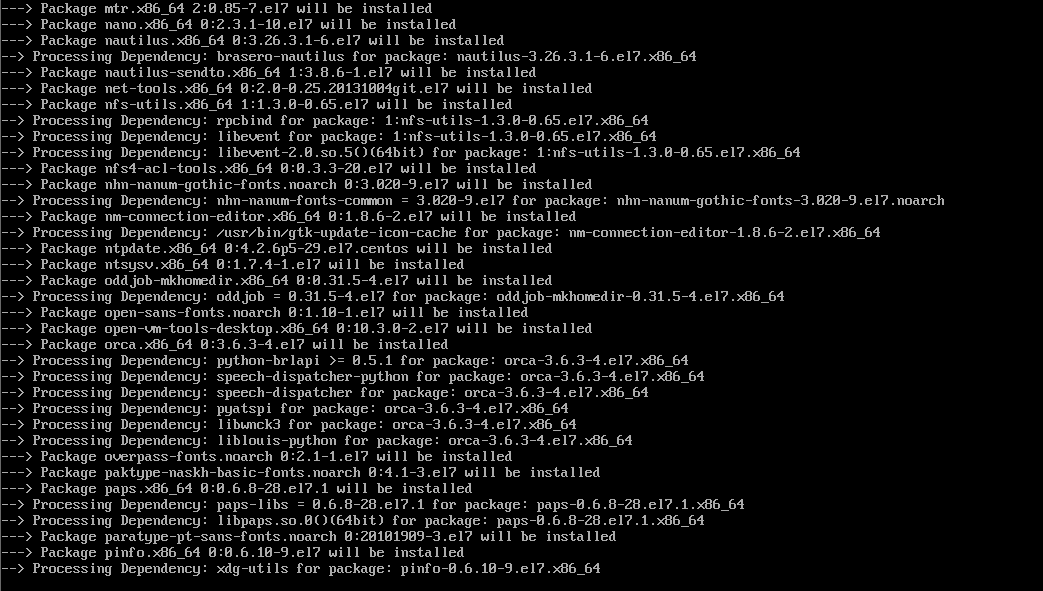 ---> Package mtr.x86_64 2:0.85-7.el7 will be installed
---> Package nano.x86_64 0:2.3.1-10.el7 will be installed
---> Package nautilus.x86_64 0:3.26.3.1-6.el7 will be installed
--> Processing Dependency: brasero-nautilus for package: nautilus-3.26.3.1-6.el7.x86_64
---> Package nautilus-sendto.x86_64 1:3.8.6-1.el7 will be installed
---> Package net-tools.x86_64 0:2.0-0.25.20131004git.el7 will be installed
---> Package nfs-utils.x86_64 1:1.3.0-0.65.el7 will be installed
--> Processing Dependency: rpcbind for package: 1:nfs-utils-1.3.0-0.65.el7.x86_64
--> Processing Dependency: libevent for package: 1:nfs-utils-1.3.0-0.65.el7.x86_64
--> Processing Dependency: libevent-2.0.so.5()(64bit) for package: 1:nfs-utils-1.3.0-0.65.el7.x86_64
---> Package nfs4-acl-tools.x86_64 0:0.3.3-20.el7 will be installed
---> Package nhn-nanum-gothic-fonts.noarch 0:3.020-9.el7 will be installed
--> Processing Dependency: nhn-nanum-fonts-common = 3.020-9.el7 for package: nhn-nanum-gothic-fonts-3.020-9.el7.noarch
---> Package nm-connection-editor.x86_64 0:1.8.6-2.el7 will be installed
--> Processing Dependency: /usr/bin/gtk-update-icon-cache for package: nm-connection-editor-1.8.6-2.el7.x86_64
---> Package ntpdate.x86_64 0:4.2.6p5-29.el7.centos will be installed
---> Package ntsysv.x86_64 0:1.7.4-1.el7 will be installed
---> Package oddjob-mkhomedir.x86_64 0:0.31.5-4.el7 will be installed
--> Processing Dependency: oddjob = 0.31.5-4.el7 for package: oddjob-mkhomedir-0.31.5-4.el7.x86_64
---> Package open-sans-fonts.noarch 0:1.10-1.el7 will be installed
---> Package open-vm-tools-desktop.x86_64 0:10.3.0-2.el7 will be installed
---> Package orca.x86_64 0:3.6.3-4.el7 will be installed
--> Processing Dependency: python-brlapi >= 0.5.1 for package: orca-3.6.3-4.el7.x86_64
--> Processing Dependency: speech-dispatcher-python for package: orca-3.6.3-4.el7.x86_64
--> Processing Dependency: speech-dispatcher for package: orca-3.6.3-4.el7.x86_64
--> Processing Dependency: pyatspi for package: orca-3.6.3-4.el7.x86_64
--> Processing Dependency: libwnck3 for package: orca-3.6.3-4.el7.x86_64
--> Processing Dependency: liblouis-python for package: orca-3.6.3-4.el7.x86_64
---> Package overpass-fonts.noarch 0:2.1-1.el7 will be installed
---> Package paktype-naskh-basic-fonts.noarch 0:4.1-3.el7 will be installed
---> Package paps.x86_64 0:0.6.8-28.el7.1 will be installed
--> Processing Dependency: paps-libs = 0.6.8-28.el7.1 for package: paps-0.6.8-28.el7.1.x86_64
--> Processing Dependency: libpaps.so.0()(64bit) for package: paps-0.6.8-28.el7.1.x86_64
---> Package paratype-pt-sans-fonts.noarch 0:20101909-3.el7 will be installed
---> Package pinfo.x86_64 0:0.6.10-9.el7 will be installed
--> Processing Dependency: xdg-utils for package: pinfo-0.6.10-9.el7.x86_64